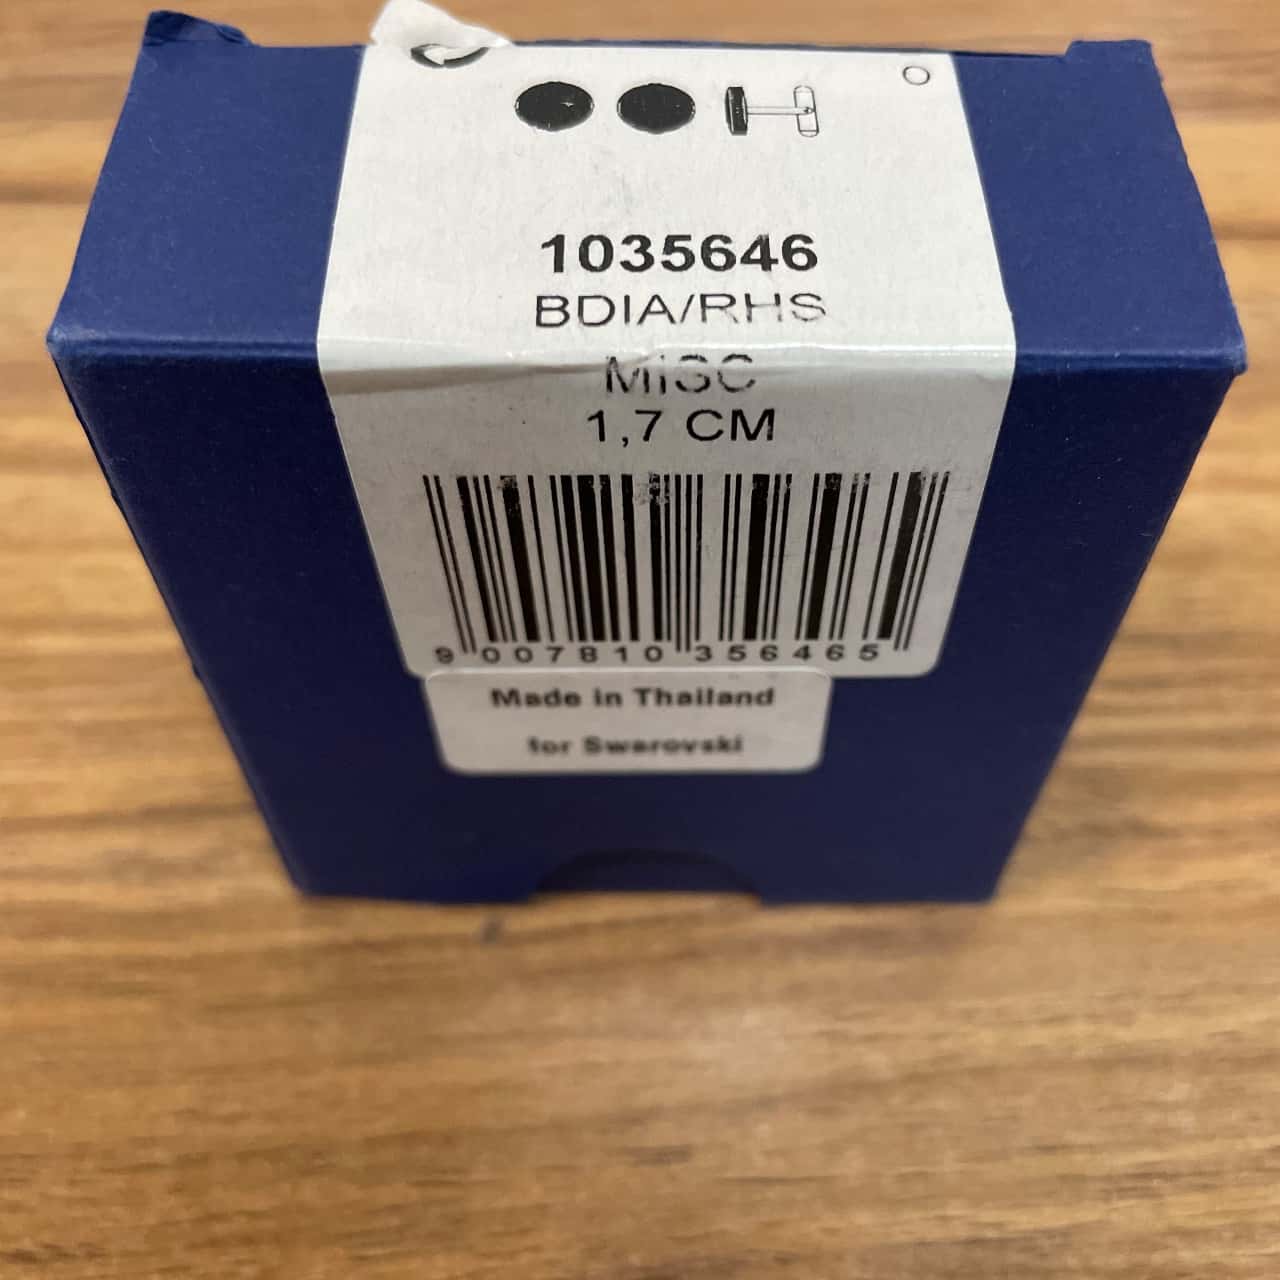 1035646
BDIA/RHS
MISC
1,7 CM
9 007810 356465
Made in Thailand
for Swarovski